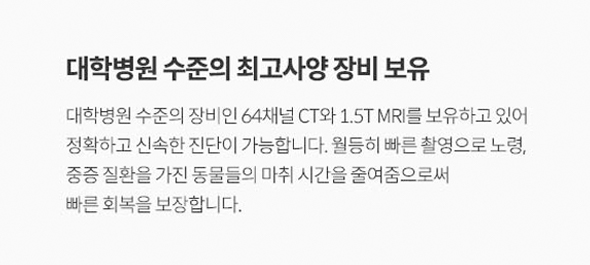 대학병원 수준의 최고사양 장비 보유
대학병원 수준의 장비인 64채널 CT와 1.5T MRI를 보유하고 있어
정확하고 신속한 진단이 가능합니다. 월등히 빠른 촬영으로 노령,
중증 질환을 가진 동물들의 마취 시간을 줄여줌으로써
빠른 회복을 보장합니다.